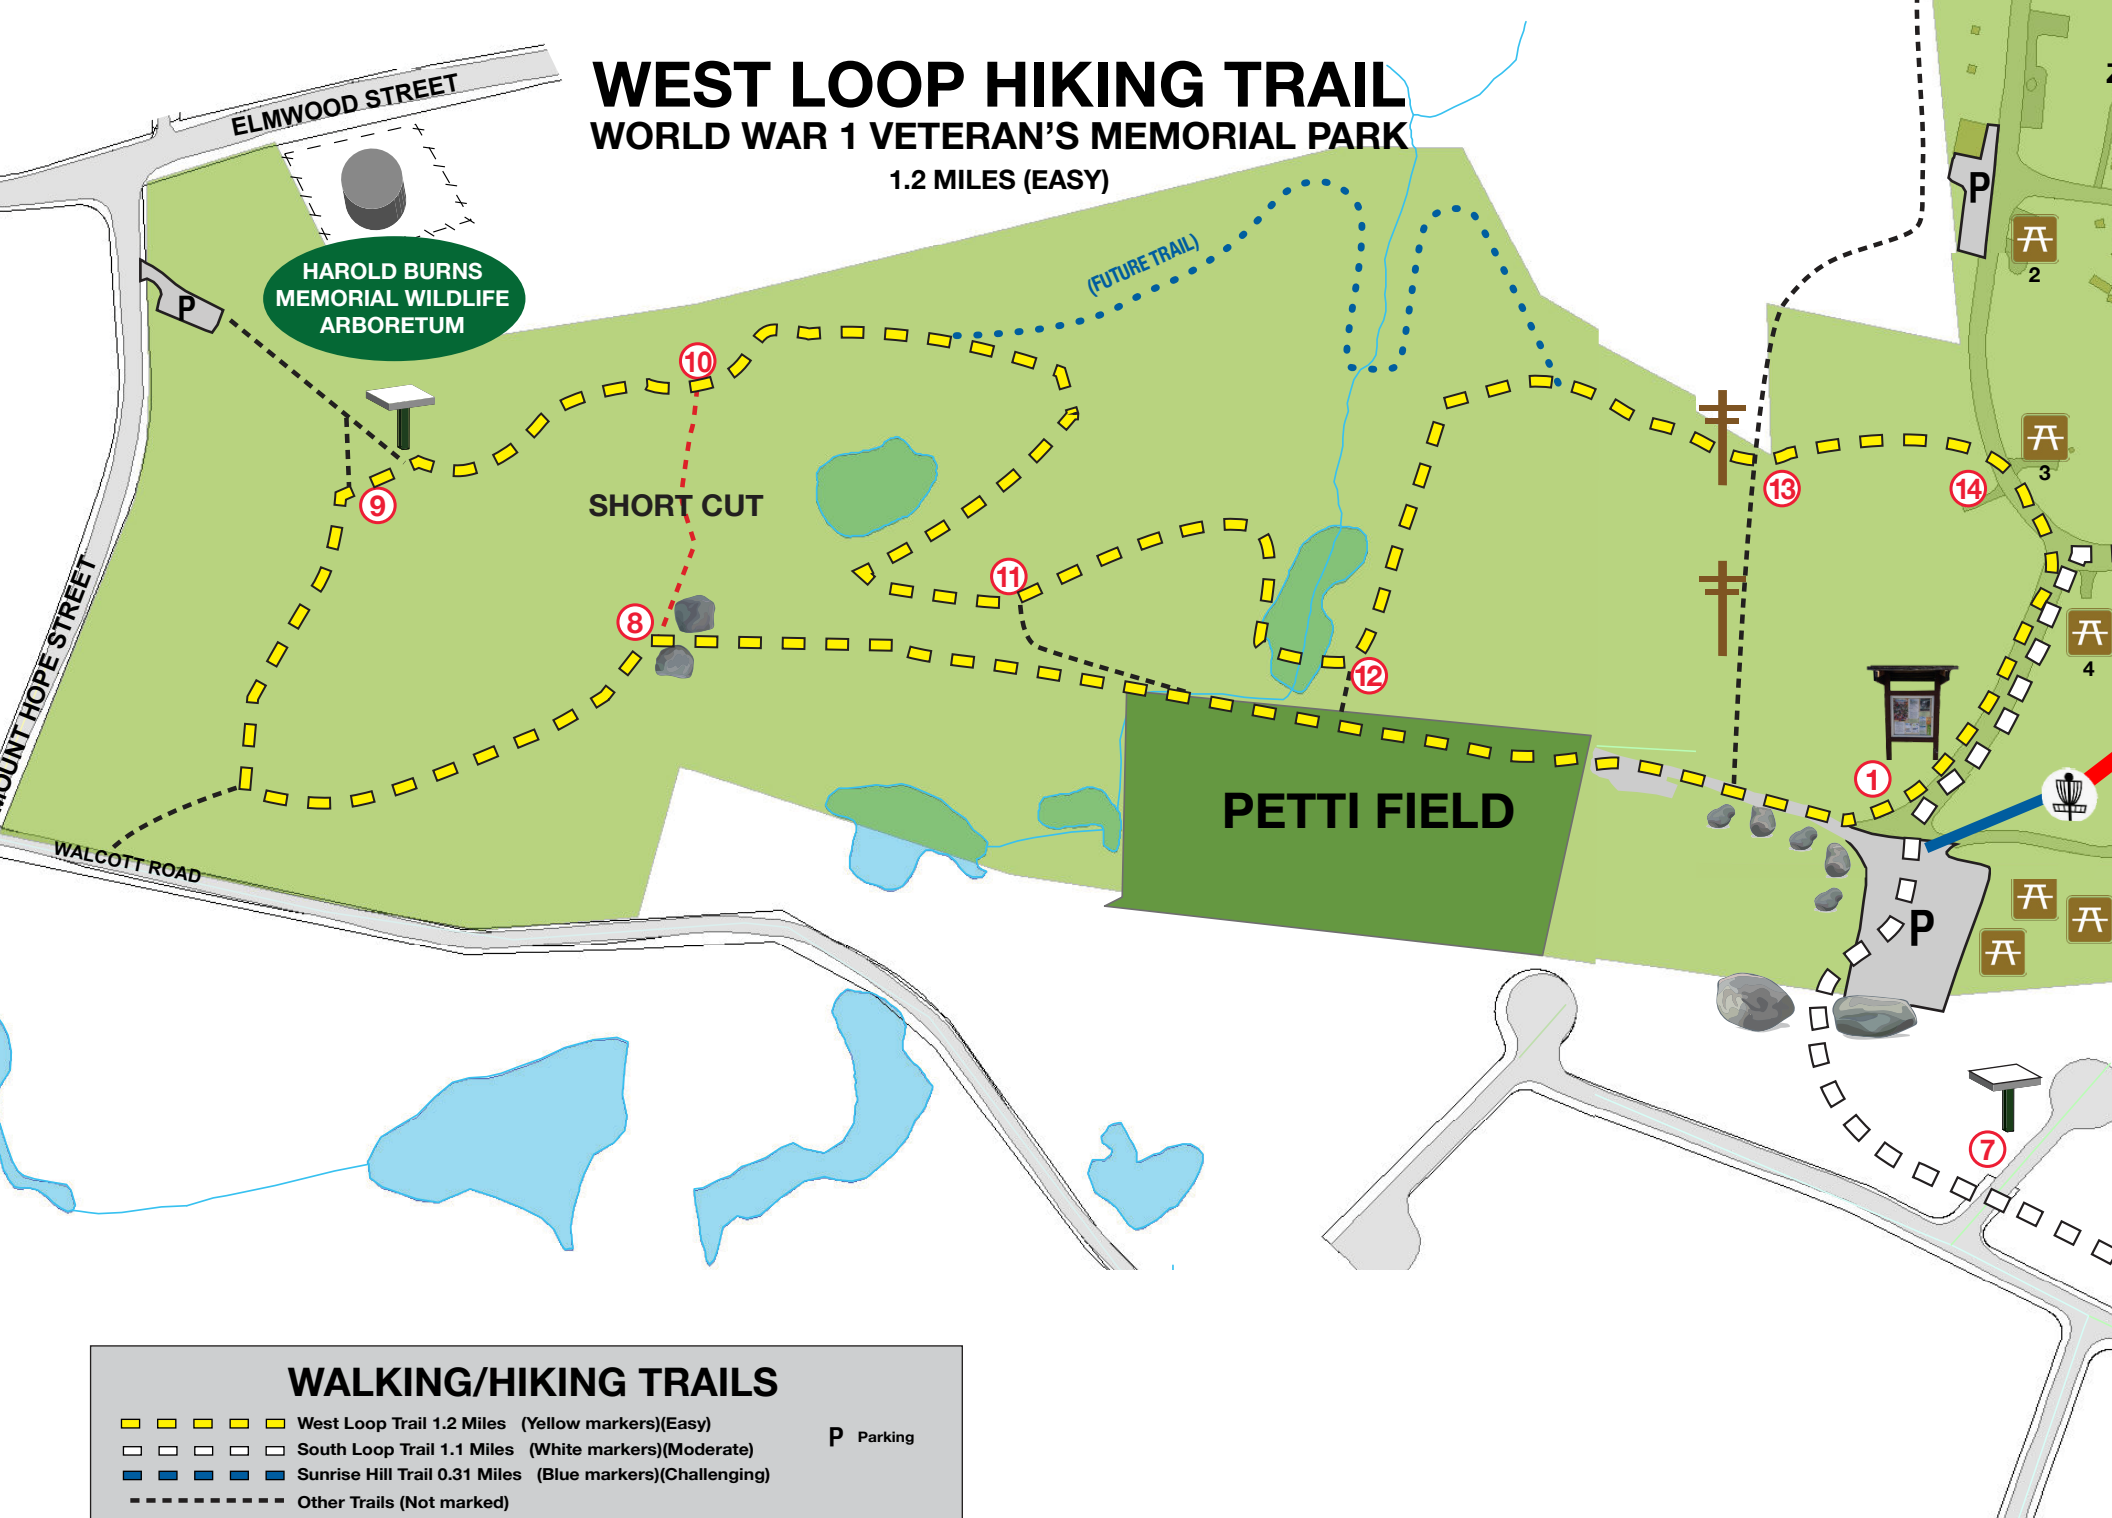 WEST LOOP HIKING TRAIL
WORLD WAR 1 VETERAN'S MEMORIAL PARK
1.2 MILES (EASY)
ELMWOOD STREET
HAROLD BURNS
MEMORIAL WILDLIFE
ARBORETUM
P
P
2
(FUTURE TRAIL)
10
9
SHORT CUT
3
13
14
11
8
12
4
MOUNT HOPE STREET
1
PETTI FIELD
WALCOTT ROAD
P
7
WALKING/HIKING TRAILS
West Loop Trail 1.2 Miles (Yellow markers)(Easy)
South Loop Trail 1.1 Miles (White markers)(Moderate)
Sunrise Hill Trail 0.31 Miles (Blue markers)(Challenging)
Other Trails (Not marked)
P Parking